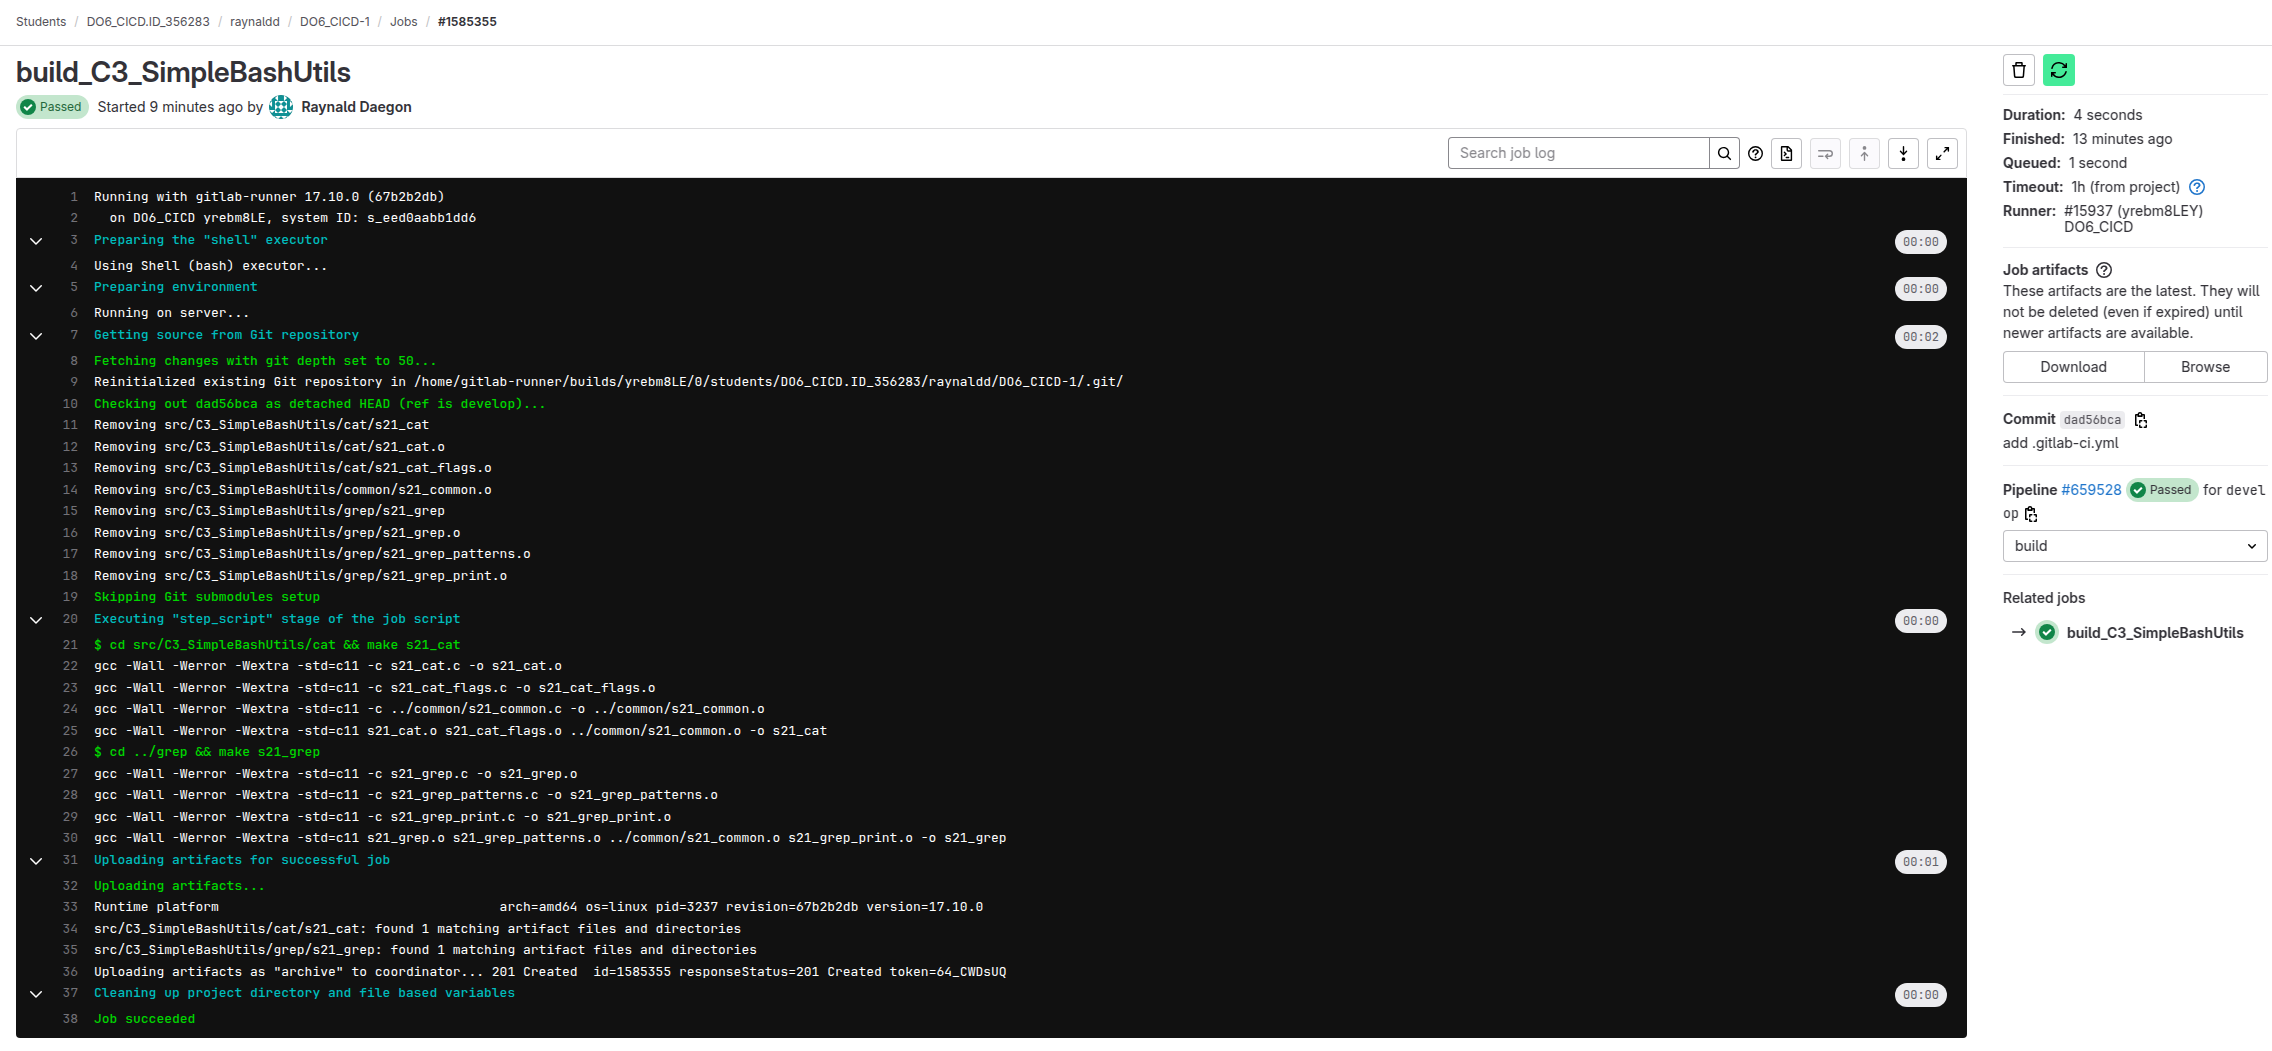 Students / DO6_CICD.ID_356283 / raynaldd / DO6_CICD-1 / Jobs / #1585355
build_C3_SimpleBashUtils
Passed Started 9 minutes ago by Raynald Daegon
Search job log
1 Running with gitlab-runner 17.10.0 (67b2b2db)
2 on DO6_CICD yrebm8LE, system ID: s_eed0aabb1dd6
3 Preparing the "shell" executor 00:00
4 Using Shell (bash) executor...
5 Preparing environment 00:00
6 Running on server...
7 Getting source from Git repository 00:02
8 Fetching changes with git depth set to 50...
9 Reinitialized existing Git repository in /home/gitlab-runner/builds/yrebm8LE/0/students/DO6_CICD.ID_356283/raynaldd/DO6_CICD-1/.git/
10 Checking out dad56bca as detached HEAD (ref is develop)...
11 Removing src/C3_SimpleBashUtils/cat/s21_cat
12 Removing src/C3_SimpleBashUtils/cat/s21_cat.o
13 Removing src/C3_SimpleBashUtils/cat/s21_cat_flags.o
14 Removing src/C3_SimpleBashUtils/common/s21_common.o
15 Removing src/C3_SimpleBashUtils/grep/s21_grep
16 Removing src/C3_SimpleBashUtils/grep/s21_grep.o
17 Removing src/C3_SimpleBashUtils/grep/s21_grep_patterns.o
18 Removing src/C3_SimpleBashUtils/grep/s21_grep_print.o
19 Skipping Git submodules setup
20 Executing "step_script" stage of the job script 00:00
21 $ cd src/C3_SimpleBashUtils/cat && make s21_cat
22 gcc -Wall -Werror -Wextra -std=c11 -c s21_cat.c -o s21_cat.o
23 gcc -Wall -Werror -Wextra -std=c11 -c s21_cat_flags.c -o s21_cat_flags.o
24 gcc -Wall -Werror -Wextra -std=c11 -c ../common/s21_common.c -o ../common/s21_common.o
25 gcc -Wall -Werror -Wextra -std=c11 s21_cat.o s21_cat_flags.o ../common/s21_common.o -o s21_cat
26 $ cd ../grep && make s21_grep
27 gcc -Wall -Werror -Wextra -std=c11 -c s21_grep.c -o s21_grep.o
28 gcc -Wall -Werror -Wextra -std=c11 -c s21_grep_patterns.c -o s21_grep_patterns.o
29 gcc -Wall -Werror -Wextra -std=c11 -c s21_grep_print.c -o s21_grep_print.o
30 gcc -Wall -Werror -Wextra -std=c11 s21_grep.o s21_grep_patterns.o ../common/s21_common.o s21_grep_print.o -o s21_grep
31 Uploading artifacts for successful job 00:01
32 Uploading artifacts...
33 Runtime platform arch=amd64 os=linux pid=3237 revision=67b2b2db version=17.10.0
34 src/C3_SimpleBashUtils/cat/s21_cat: found 1 matching artifact files and directories
35 src/C3_SimpleBashUtils/grep/s21_grep: found 1 matching artifact files and directories
36 Uploading artifacts as "archive" to coordinator... 201 Created id=1585355 responseStatus=201 Created token=64_CWDsUQ
37 Cleaning up project directory and file based variables 00:00
38 Job succeeded
Duration: 4 seconds
Finished: 13 minutes ago
Queued: 1 second
Timeout: 1h (from project)
Runner: #15937 (yrebm8LEY)
DO6_CICD
Job artifacts
These artifacts are the latest. They will
not be deleted (even if expired) until
newer artifacts are available.
Download Browse
Commit dad56bca
add .gitlab-ci.yml
Pipeline #659528 Passed for devel
op
build
Related jobs
→ build_C3_SimpleBashUtils